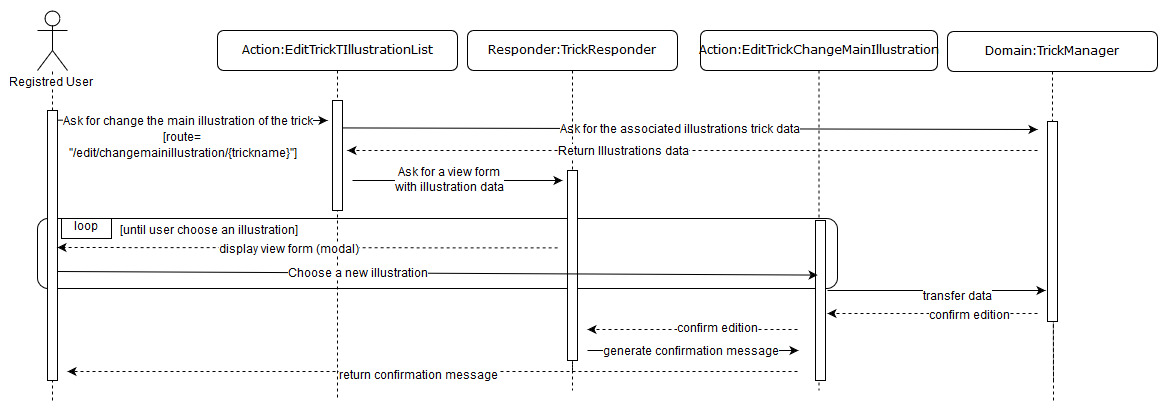 Registred User
Action:EditTrickTIllustrationList
Responder:TrickResponder
Action:EditTrickChangeMainIllustration
Domain:TrickManager
Ask for change the main illustration of the trick
[route=
"/edit/changemainillustration/{trickname}"]
Ask for the associated illustrations trick data
Return Illustrations data
Ask for a view form
with illustration data
loop
[until user choose an illustration]
display view form (modal)
Choose a new illustration
transfer data
confirm edition
confirm edition
generate confirmation message
return confirmation message